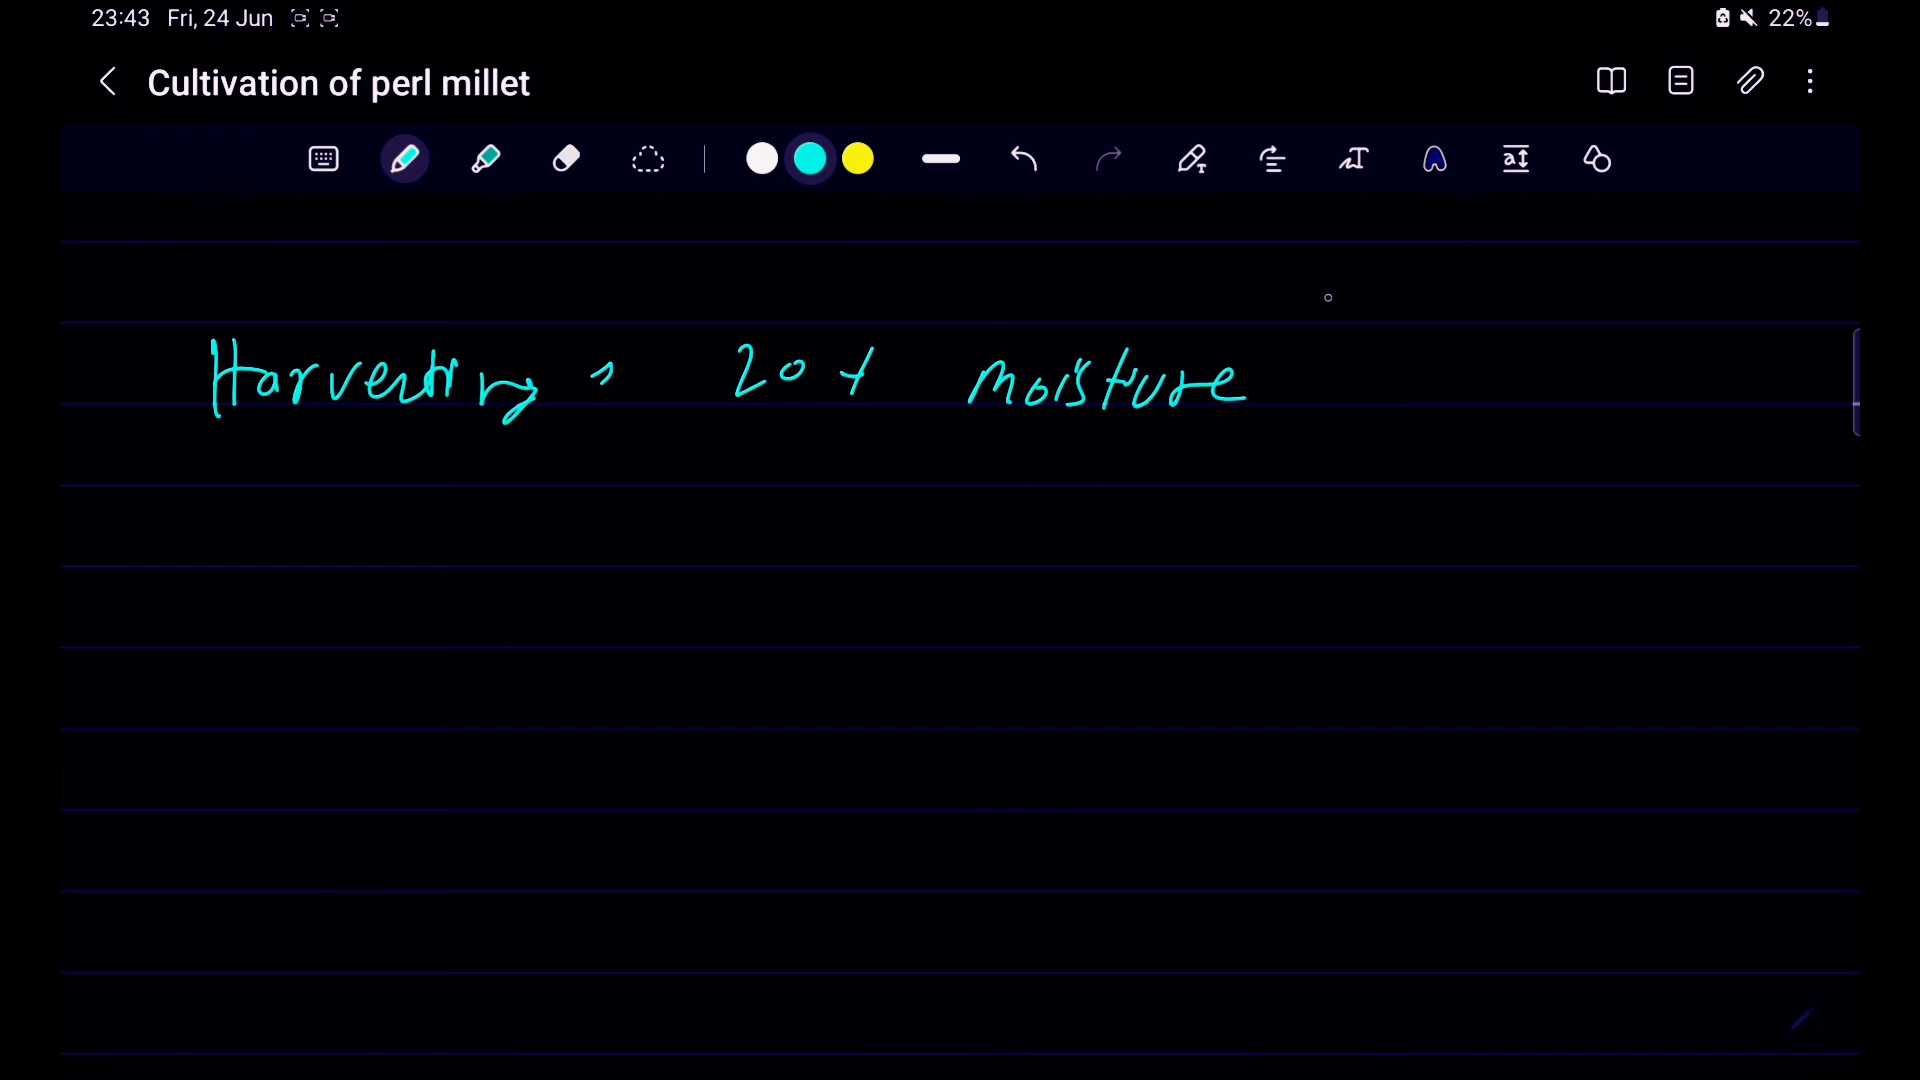 23:43 Fri, 24 Jun 22%
Cultivation of perl millet
Harvesting, 20 % moisture